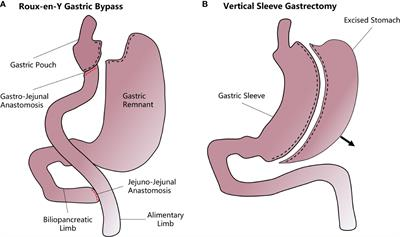 A
Roux-en-Y Gastric Bypass
Gastric Pouch
Gastro-Jejunal
Anastomosis
Gastric
Remnant
Jejuno-Jejunal
Anastomosis
Biliopancreatic
Limb
Alimentary
Limb
B
Vertical Sleeve Gastrectomy
Excised Stomach
Gastric Sleeve